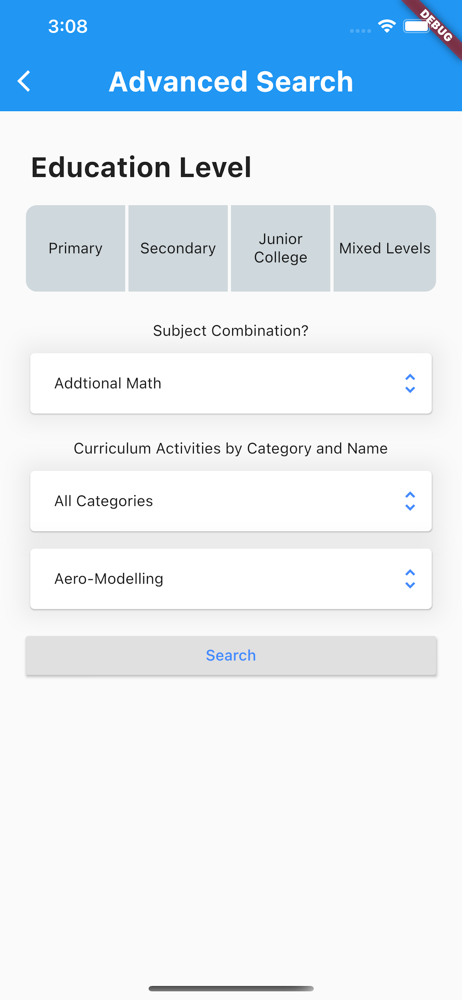 3:08
DEBUG
Advanced Search
Education Level
Primary
Secondary
Junior
College
Mixed Levels
Subject Combination?
Addtional Math
Curriculum Activities by Category and Name
All Categories
Aero-Modelling
Search